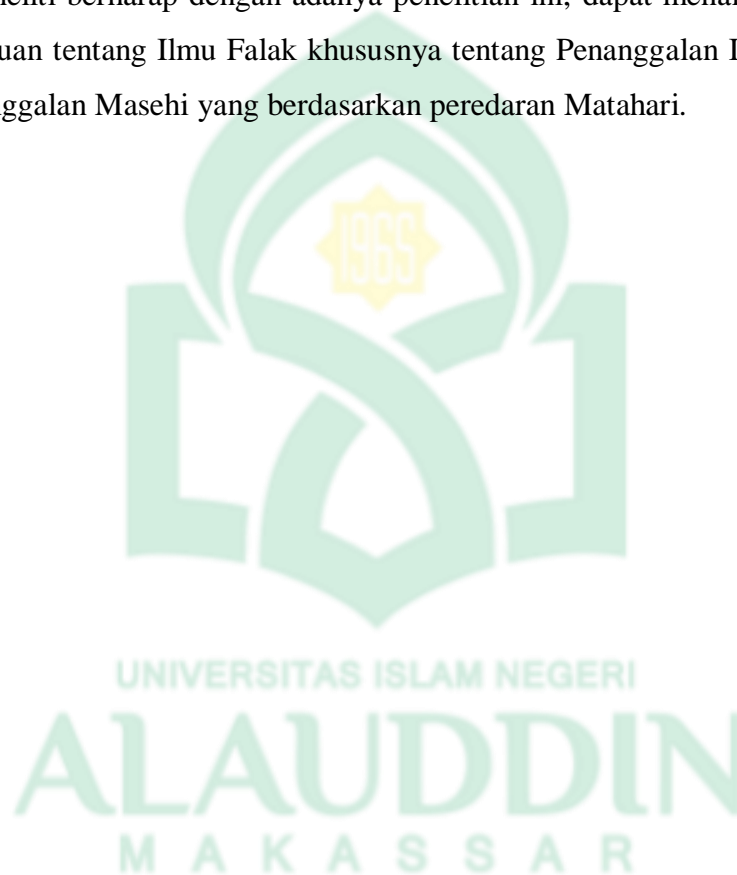 berharap dengan adanya penelitian ini, dapat
tentang Ilmu Falak khususnya tentang Penanggalan
Masehi yang berdasarkan peredaran Matahari.
1965
UNIVERSITAS ISLAM NEGERI
ALAUDDIN
MAKASSAR